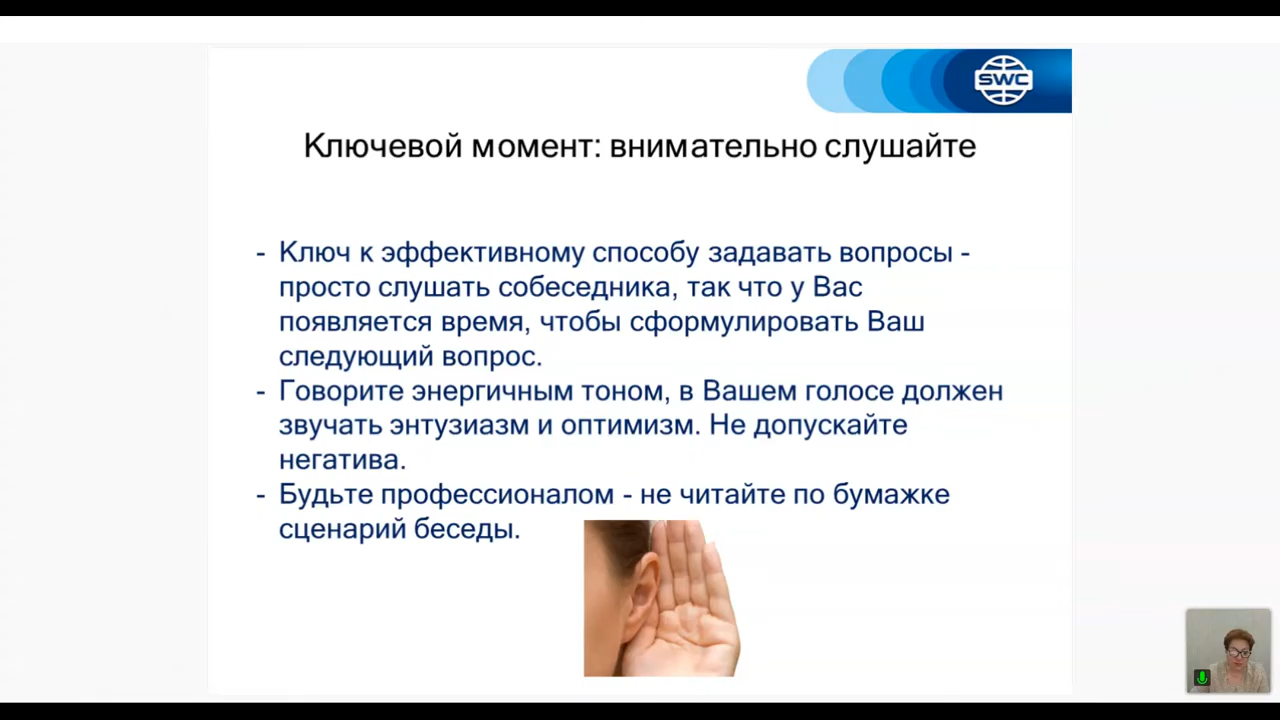 SWC
Ключевой момент: внимательно слушайте
- Ключ к эффективному способу задавать вопросы -
просто слушать собеседника, так что у Вас
появляется время, чтобы сформулировать Ваш
следующий вопрос.
- Говорите энергичным тоном, в Вашем голосе должен
звучать энтузиазм и оптимизм. Не допускайте
негатива.
- Будьте профессионалом - не читайте по бумажке
сценарий беседы.